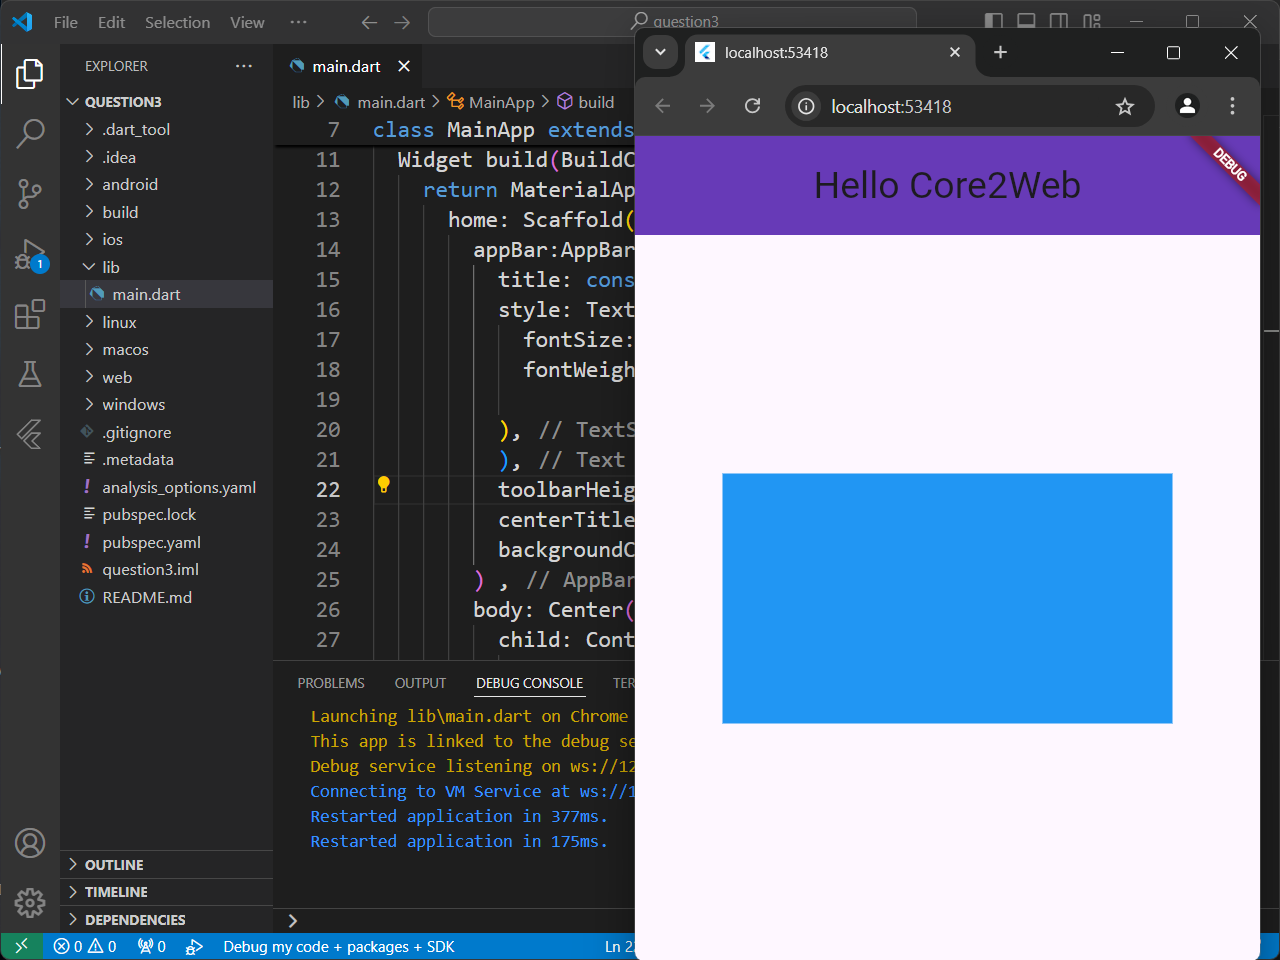 File Edit Selection View ··· question3
EXPLORER ···
QUESTION3
.dart_tool
.idea
android
build
ios
lib
main.dart
linux
macos
web
windows
.gitignore
.metadata
analysis_options.yaml
pubspec.lock
pubspec.yaml
question3.iml
README.md
OUTLINE
TIMELINE
DEPENDENCIES
main.dart
lib > main.dart > MainApp > build
7 class MainApp extends
11 Widget build(BuildC
12 return MaterialAp
13 home: Scaffold(
14 appBar:AppBar
15 title: cons
16 style: Text
17 fontSize:
18 fontWeigh
19
20 ), // TextS
21 ), // Text
22 toolbarHeig
23 centerTitle
24 backgroundC
25 ) , // AppBar
26 body: Center(
27 child: Cont
PROBLEMS OUTPUT DEBUG CONSOLE TER
Launching lib\main.dart on Chrome
This app is linked to the debug se
Debug service listening on ws://12
Connecting to VM Service at ws://1
Restarted application in 377ms.
Restarted application in 175ms.
0 0 0 Debug my code + packages + SDK Ln 2
1
localhost:53418
localhost:53418
Hello Core2Web
DEBUG